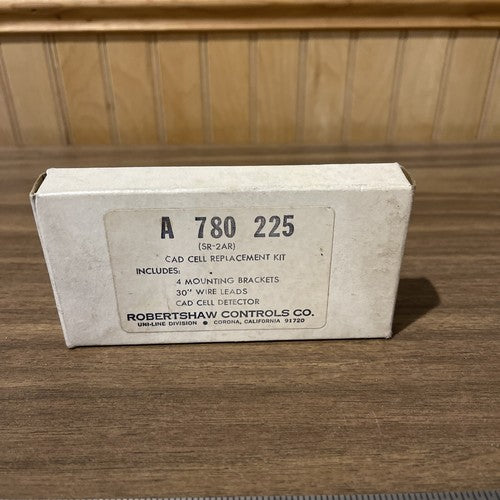 A 780 225
(SR-2AR)
CAD CELL REPLACEMENT KIT
INCLUDES:
4 MOUNTING BRACKETS
30" WIRE LEADS
CAD CELL DETECTOR
ROBERTSHAW CONTROLS CO.
UNI-LINE DIVISION • CORONA, CALIFORNIA 91720